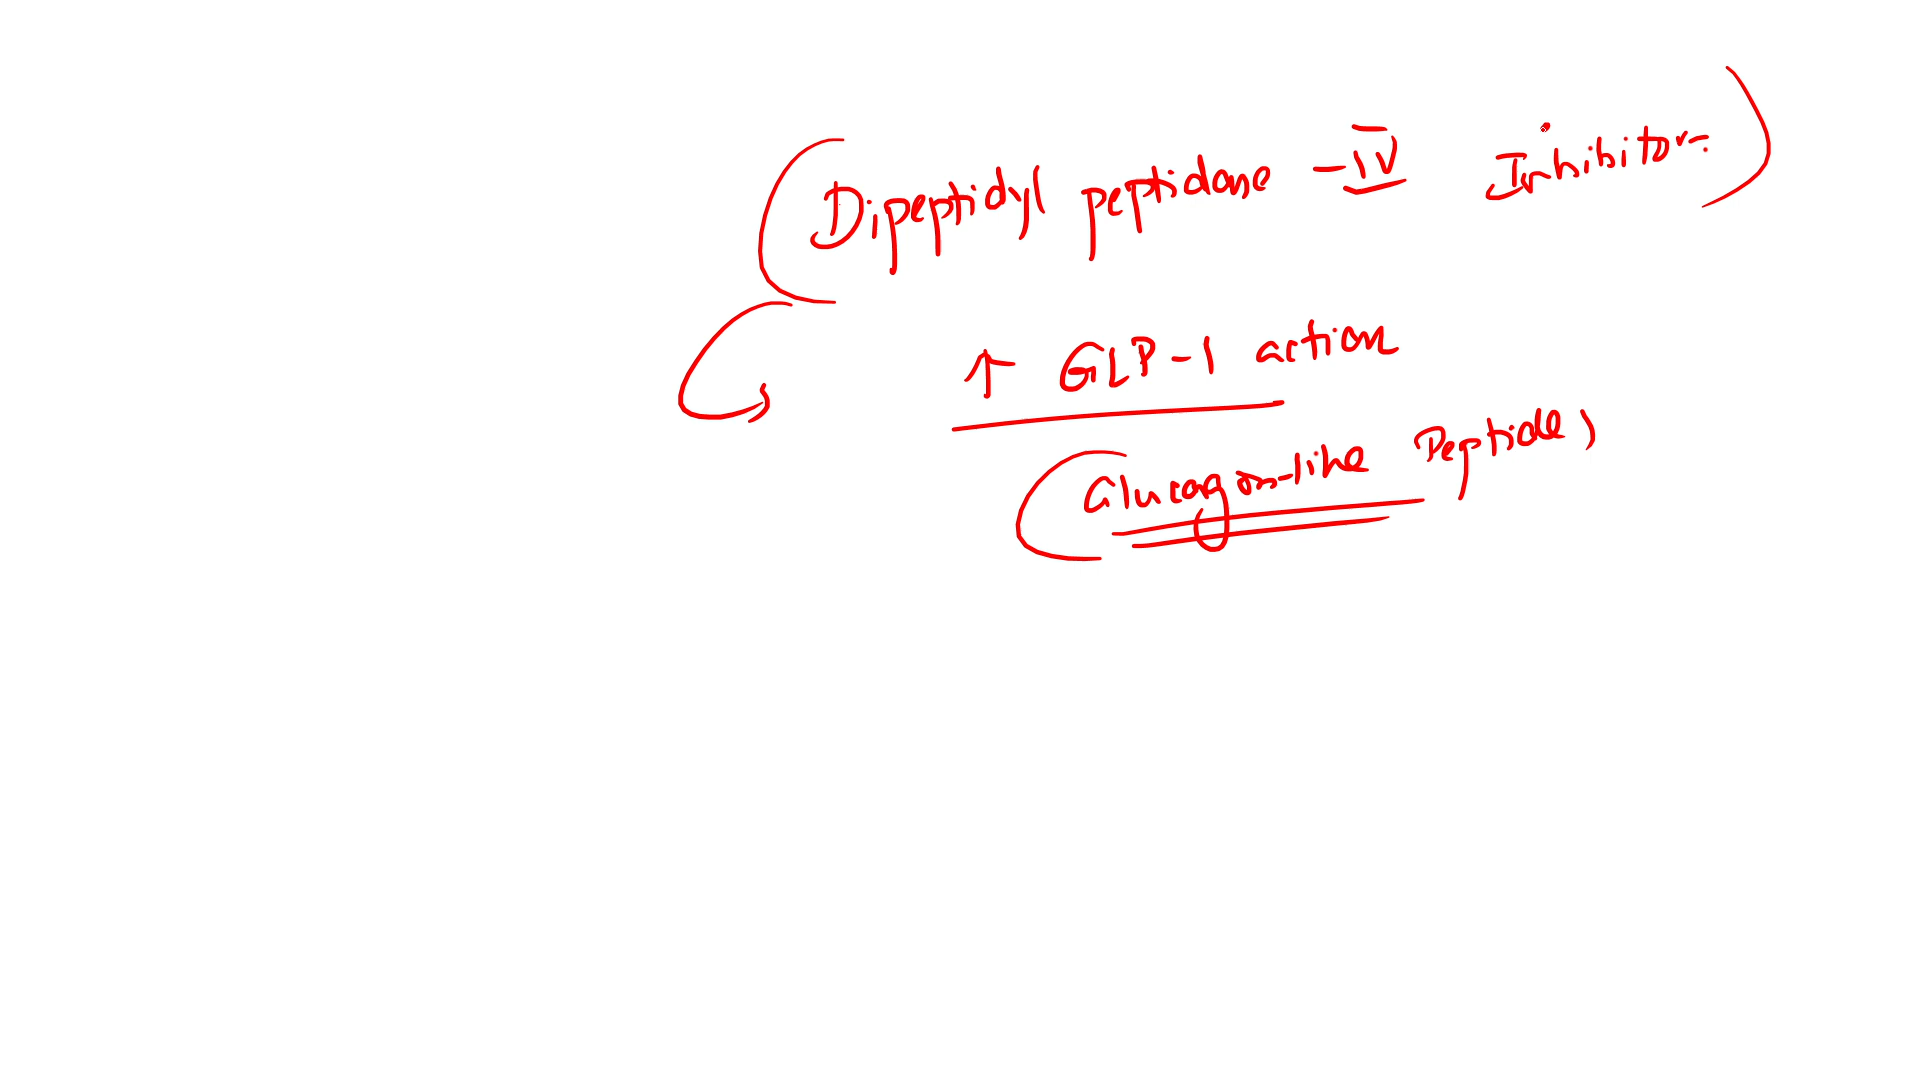 (Dipeptidyl peptidase - IV Inhibitor)
↑ GLP-1 action
(Glucagon-like Peptide)